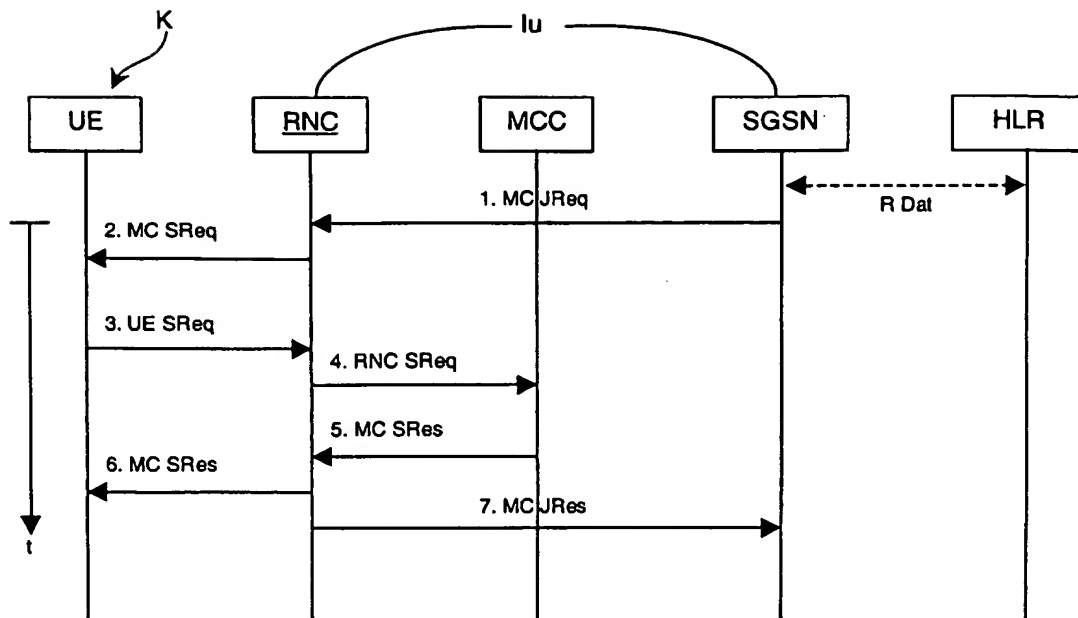 K
Iu
UE
RNC
MCC
SGSN
HLR
R Dat
1. MC JReq
2. MC SReq
3. UE SReq
4. RNC SReq
5. MC SRes
6. MC SRes
7. MC JRes
t